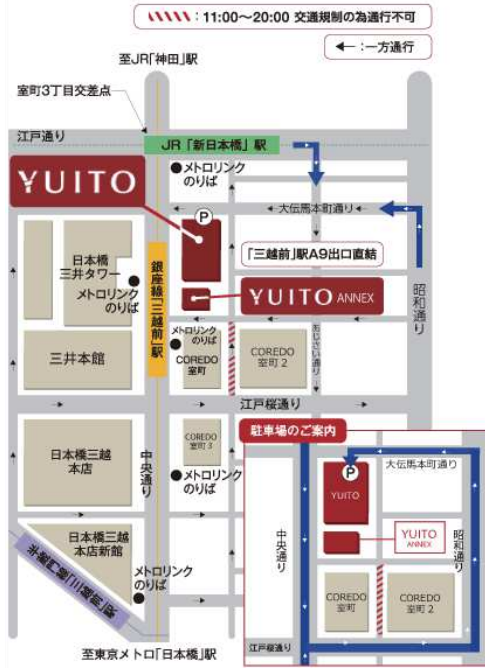 ：11:00〜20:00 交通規制の為通行不可
←：一方通行
至JR「神田」駅
室町3丁目交差点
江戸通り
JR「新日本橋」駅
メトロリンク
のりば
YUITO
P
大伝馬本町通り
日本橋
三井タワー
メトロリンク
のりば
銀座線「三越前」駅
「三越前」駅A9出口直結
YUITO ANNEX
昭和通り
三井本館
メトロリンク
のりば
COREDO
室町
COREDO
室町 2
あじさい通り
江戸桜通り
日本橋三越
本店
中央通り
COREDO
室町 3
メトロリンク
のりば
日本橋三越
本店新館
メトロリンク
のりば
至東京メトロ「日本橋」駅
駐車場のご案内
P
大伝馬本町通り
YUITO
YUITO
ANNEX
中央通り
昭和通り
COREDO
室町
COREDO
室町 2
江戸桜通り